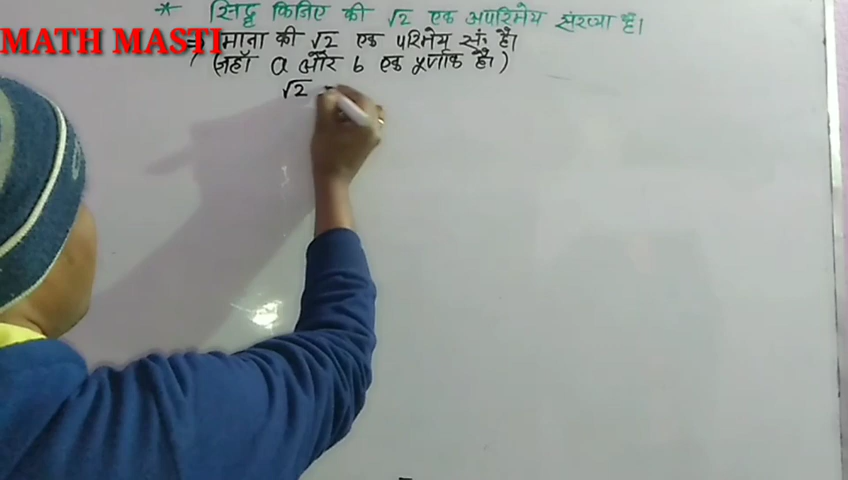 * सिद्ध किजिए की √2 एक अपरिमेय संख्या है।
MATH MASTI
⇒ माना की √2 एक परिमेय सं॰ है।
(जहाँ a और b एक पूर्णांक है।)
√2 =